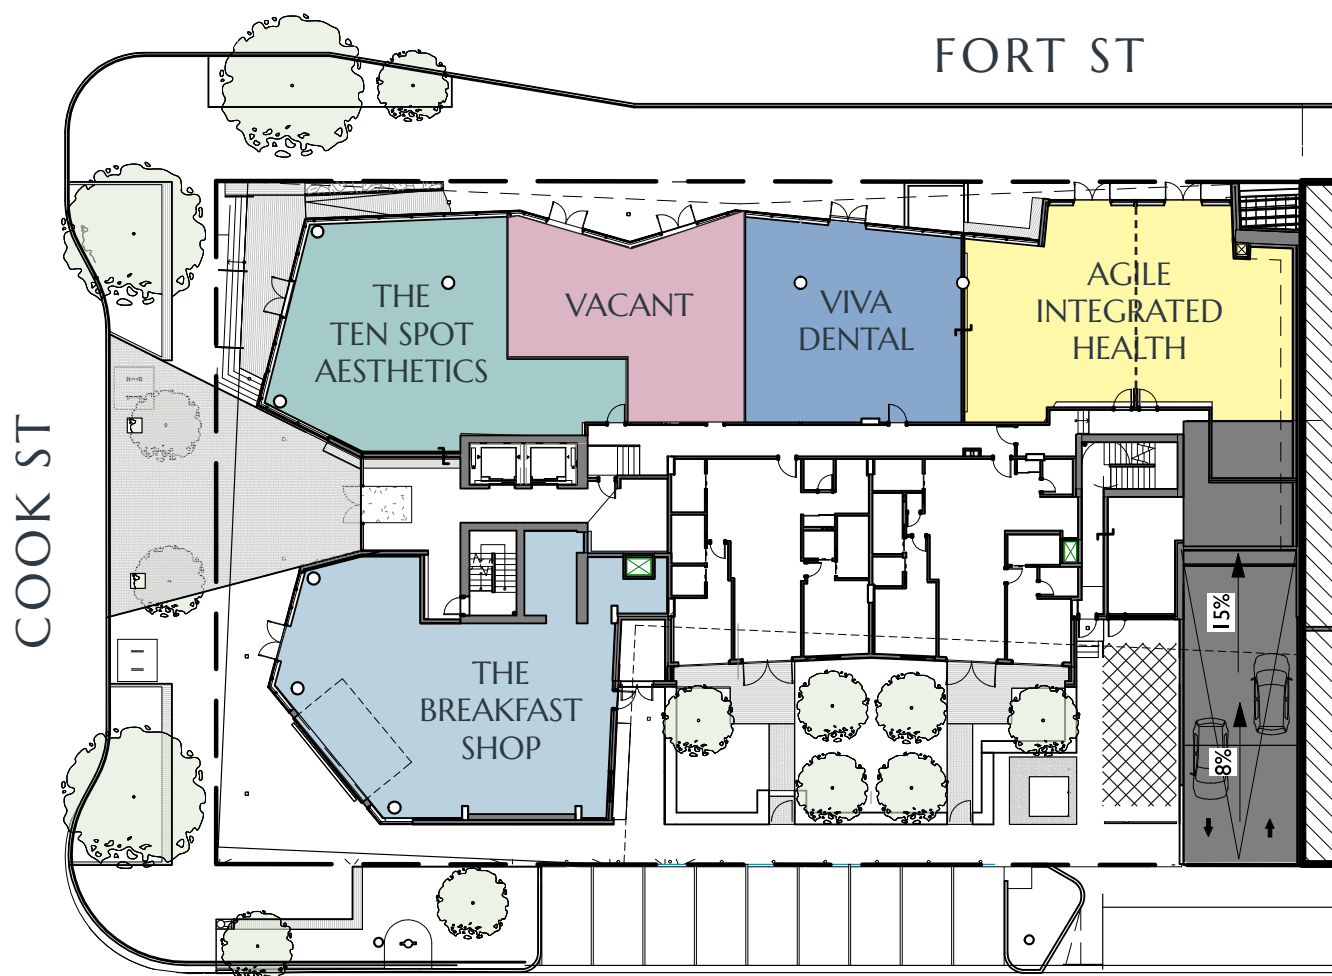 FORT ST
COOK ST
THE
TEN SPOT
AESTHETICS
VACANT
VIVA
DENTAL
AGILE
INTEGRATED
HEALTH
THE
BREAKFAST
SHOP
15%
8%